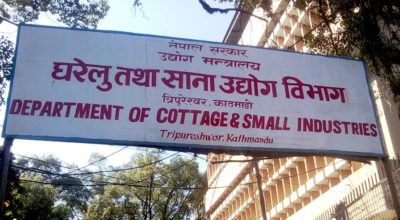 नेपाल सरकार
उद्योग मन्त्रालय
घरेलु तथा साना उद्योग विभाग
त्रिपुरेश्वर, काठमाडौं
DEPARTMENT OF COTTAGE & SMALL INDUSTRIES
Tripureshwor, Kathmandu